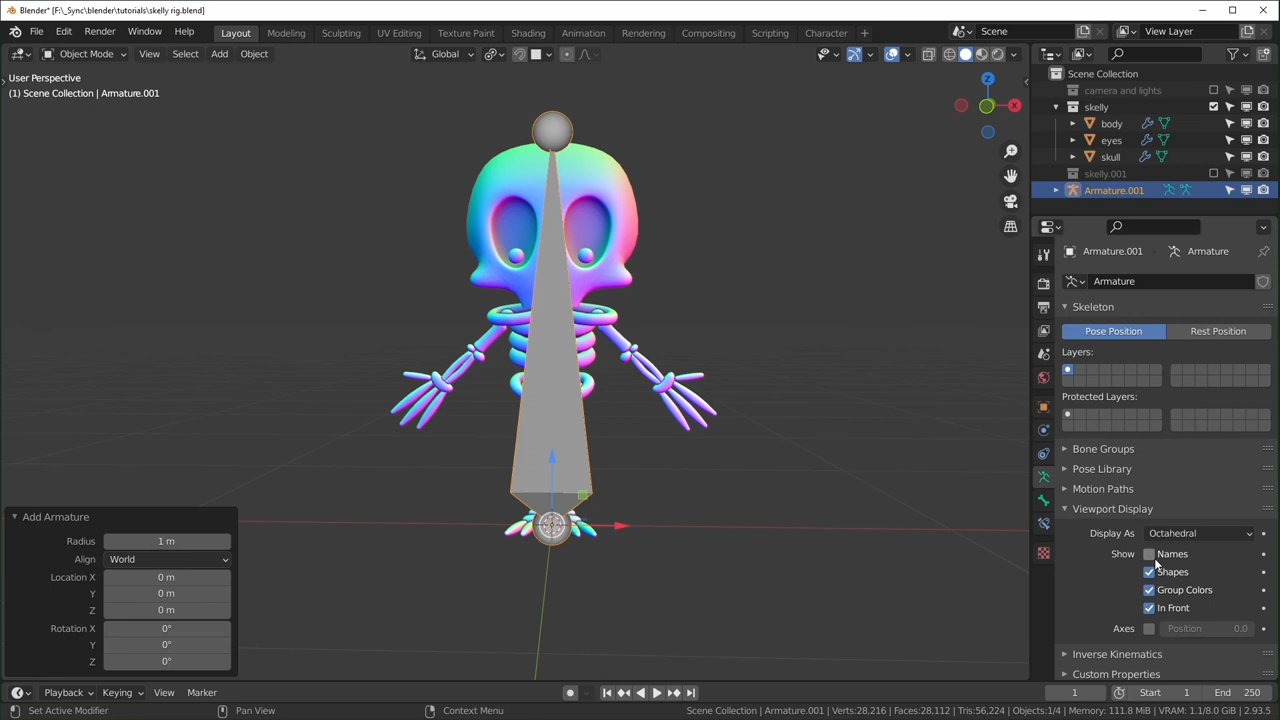 Blender* [F:\_Sync\blender\tutorials\skelly rig.blend]
File Edit Render Window Help Layout Modeling Sculpting UV Editing Texture Paint Shading Animation Rendering Compositing Scripting Character + Scene View Layer
Object Mode View Select Add Object Global
User Perspective
(1) Scene Collection | Armature.001
Z
X
Scene Collection
camera and lights
skelly
body
eyes
skull
skelly.001
Armature.001
Armature.001 Armature
Armature
Skeleton
Pose Position Rest Position
Layers:
Protected Layers:
Bone Groups
Pose Library
Motion Paths
Viewport Display
Display As Octahedral
Show Names
Shapes
Group Colors
In Front
Axes Position 0.0
Inverse Kinematics
Custom Properties
Add Armature
Radius 1 m
Align World
Location X 0 m
Y 0 m
Z 0 m
Rotation X 0°
Y 0°
Z 0°
Playback Keying View Marker 1 Start 1 End 250
Set Active Modifier Pan View Context Menu Scene Collection | Armature.001 | Verts:28,216 | Faces:28,112 | Tris:56,224 | Objects:1/4 | Memory: 111.8 MiB | VRAM: 1.1/8.0 GiB | 2.93.5